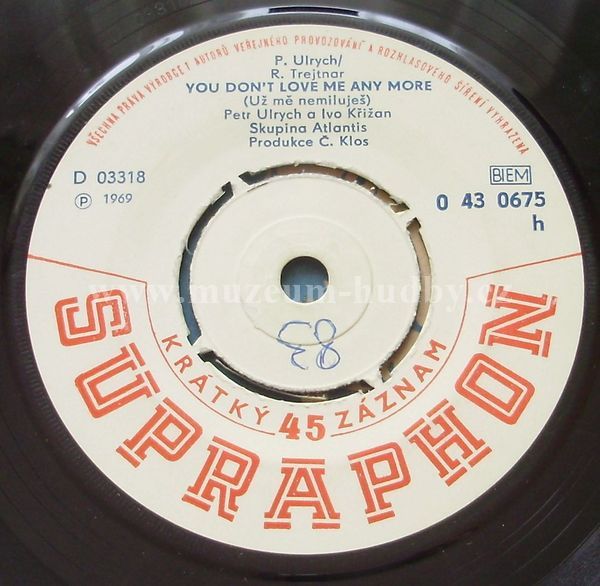 VŠECHNA PRÁVA VÝROBCE I AUTORŮ VEŘEJNÉHO PROVOZOVÁNÍ A ROZHLASOVÉHO ŠÍŘENÍ VYHRAZENA
P. Ulrych/
R. Trejtnar
YOU DON'T LOVE ME ANY MORE
(Už mě nemiluješ)
Petr Ulrych a Ivo Křižan
Skupina Atlantis
Produkce Č. Klos
D 03318
Ⓟ 1969
BIEM
0 43 0675
h
www.muzeum-hudby.cz
83
KRÁTKÝ 45 ZÁZNAM
SUPRAPHON